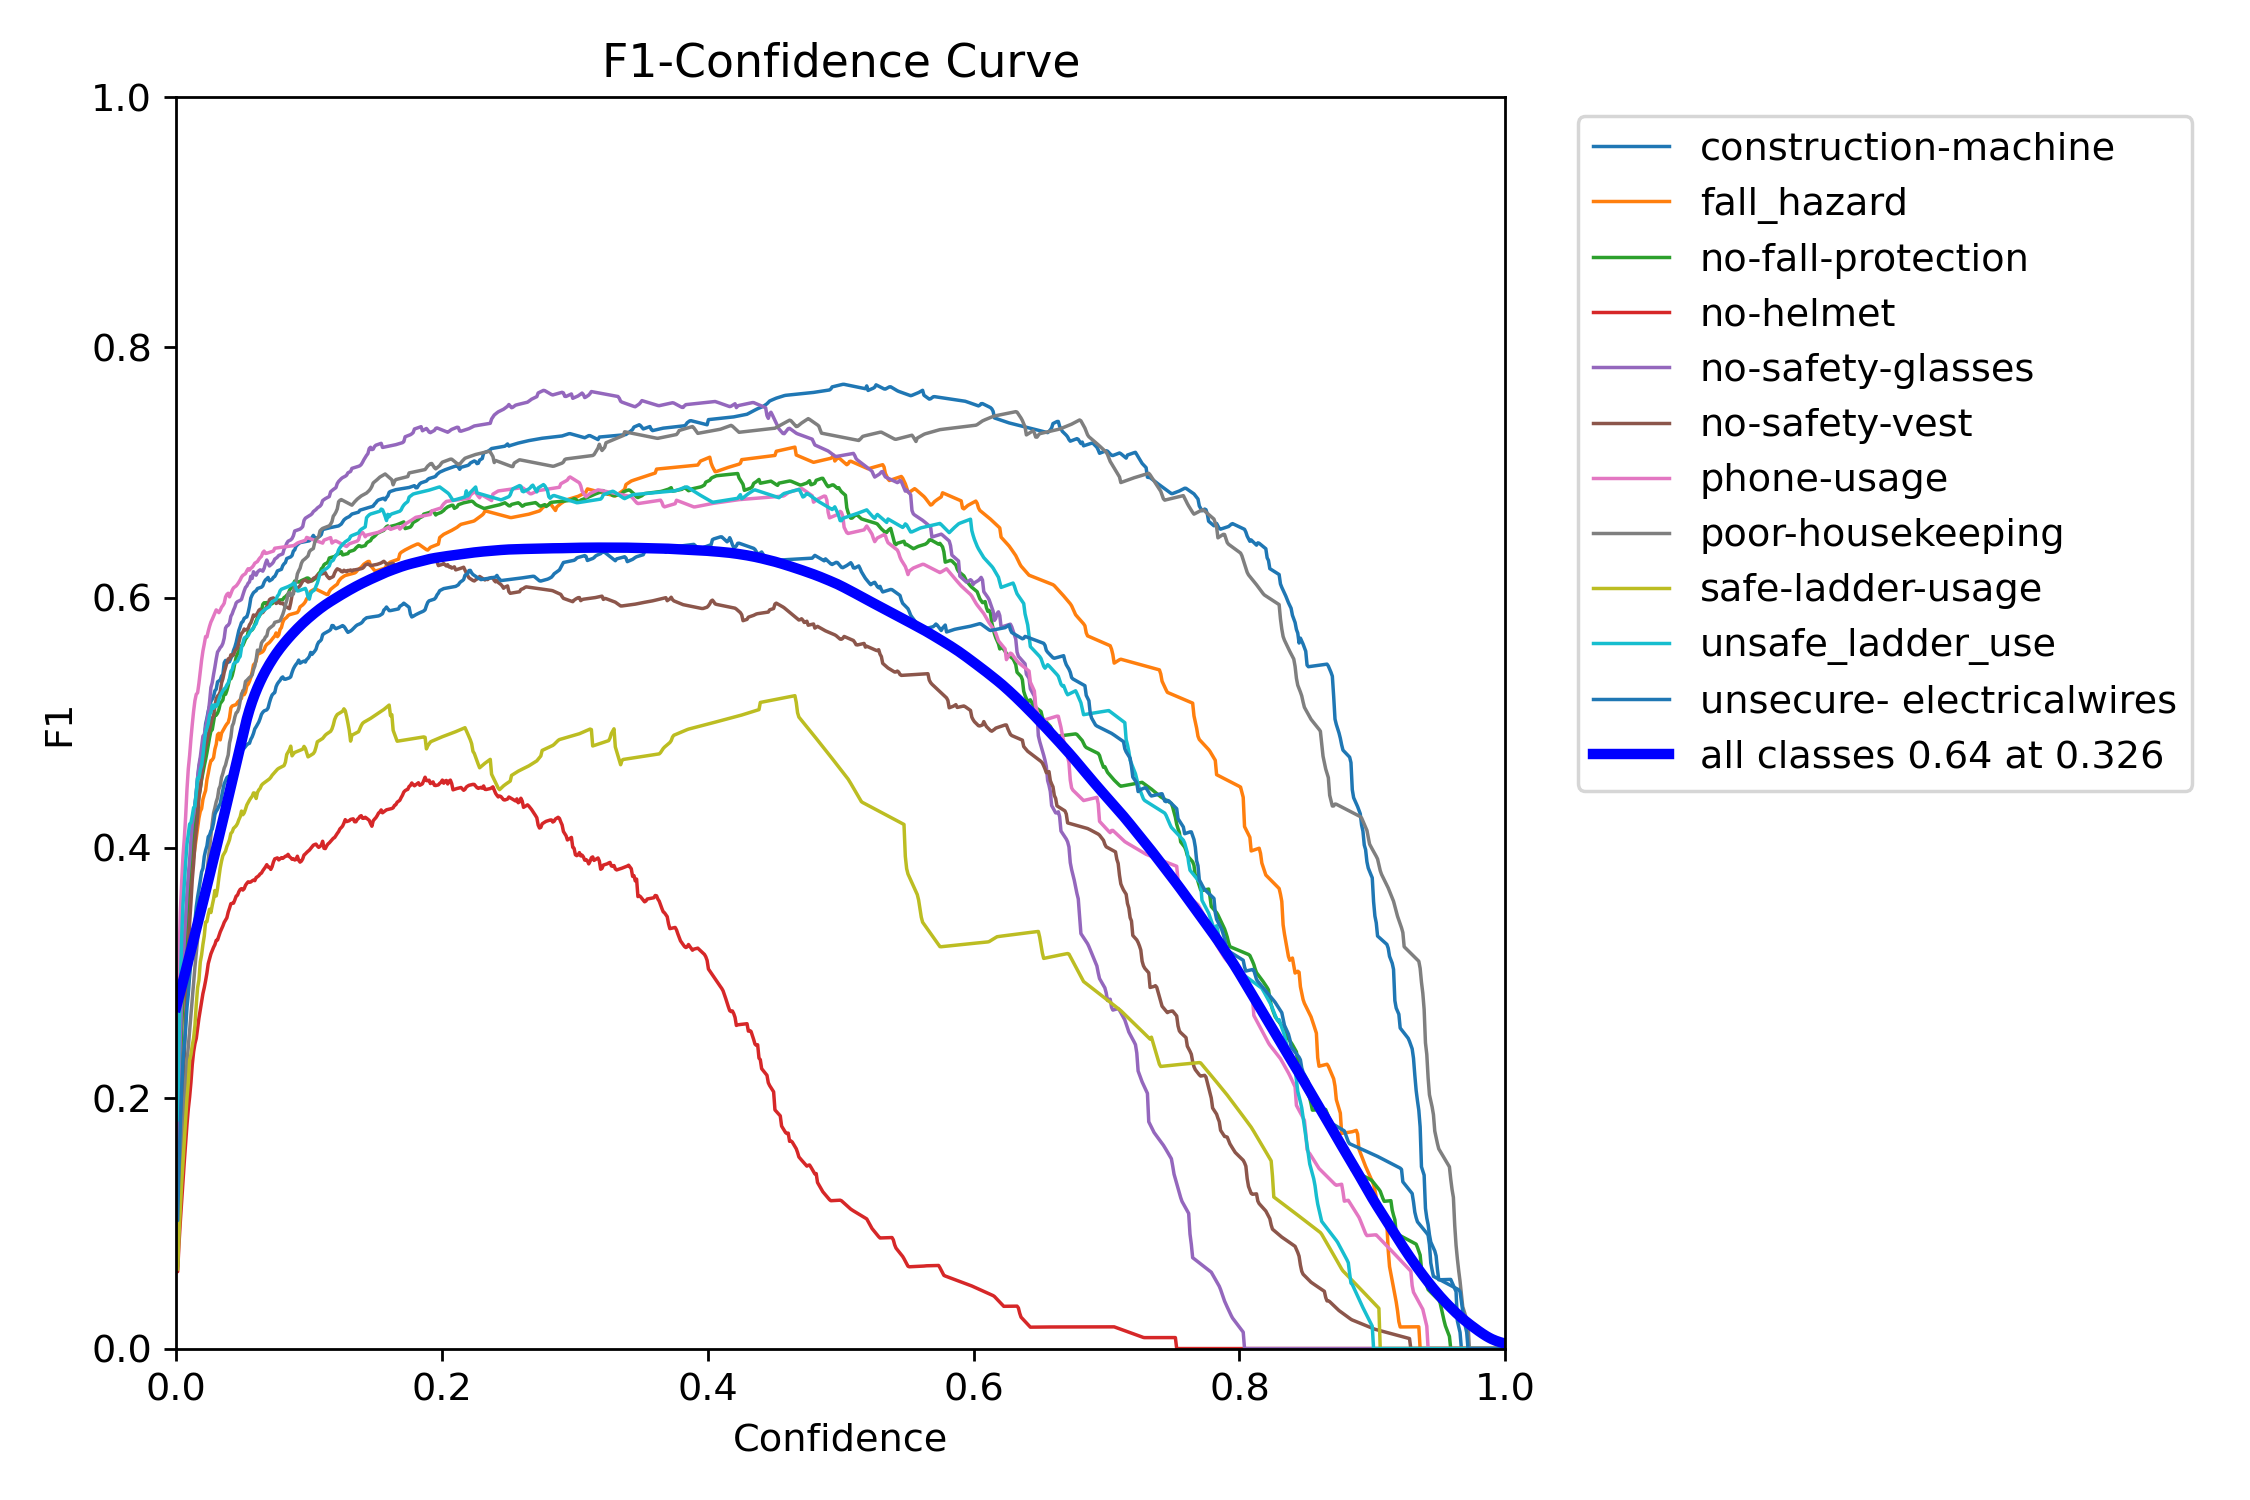 F1-Confidence Curve
1.0
0.8
0.6
0.4
0.2
0.0
F1
0.0 0.2 0.4 0.6 0.8 1.0
Confidence
construction-machine
fall_hazard
no-fall-protection
no-helmet
no-safety-glasses
no-safety-vest
phone-usage
poor-housekeeping
safe-ladder-usage
unsafe_ladder_use
unsecure- electricalwires
all classes 0.64 at 0.326